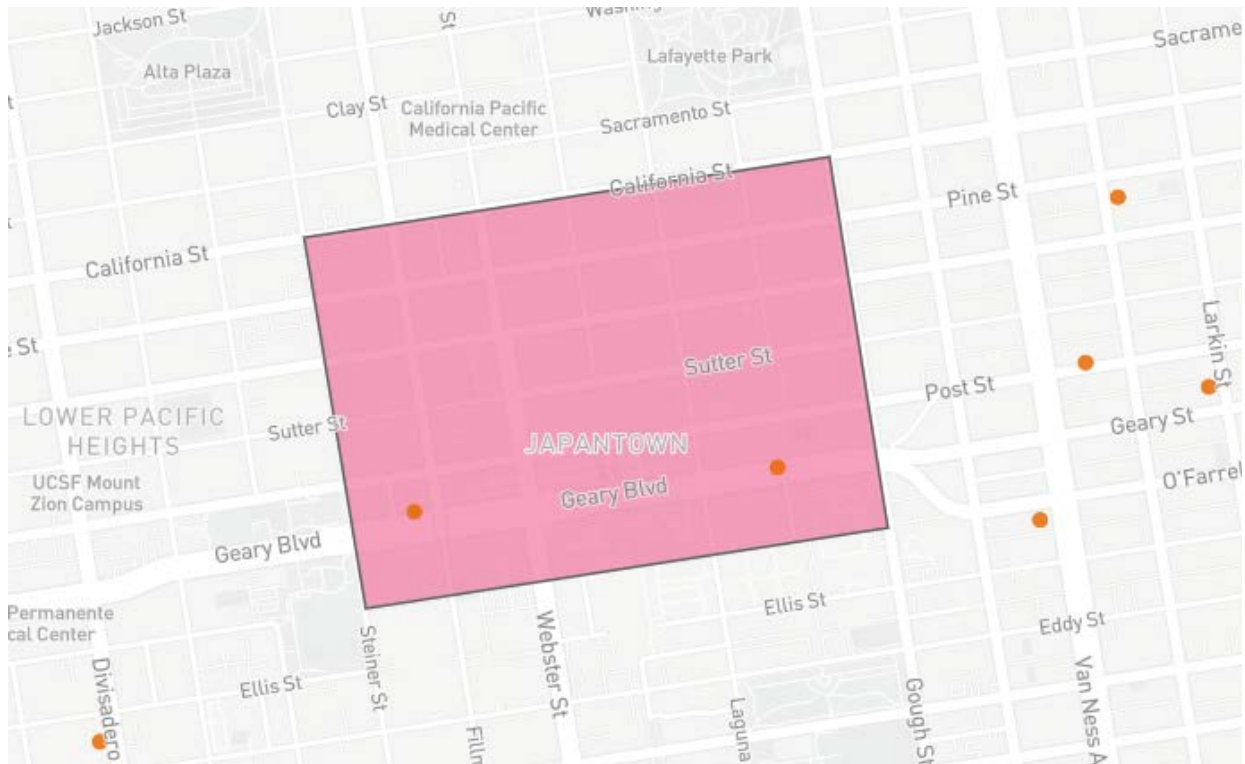 Jackson St
St
Washing
Sacrame
Alta Plaza
Lafayette Park
Clay St
California Pacific
Medical Center
Sacramento St
California St
Pine St
California St
Larkin St
St
Sutter St
Post St
LOWER PACIFIC
HEIGHTS
Sutter St
JAPANTOWN
Geary St
UCSF Mount
Zion Campus
Geary Blvd
O'Farrel
Geary Blvd
Permanente
cal Center
Ellis St
Eddy St
Steiner St
Webster St
Divisadero
Ellis St
Fillm
Laguna
Gough St
Van Ness A